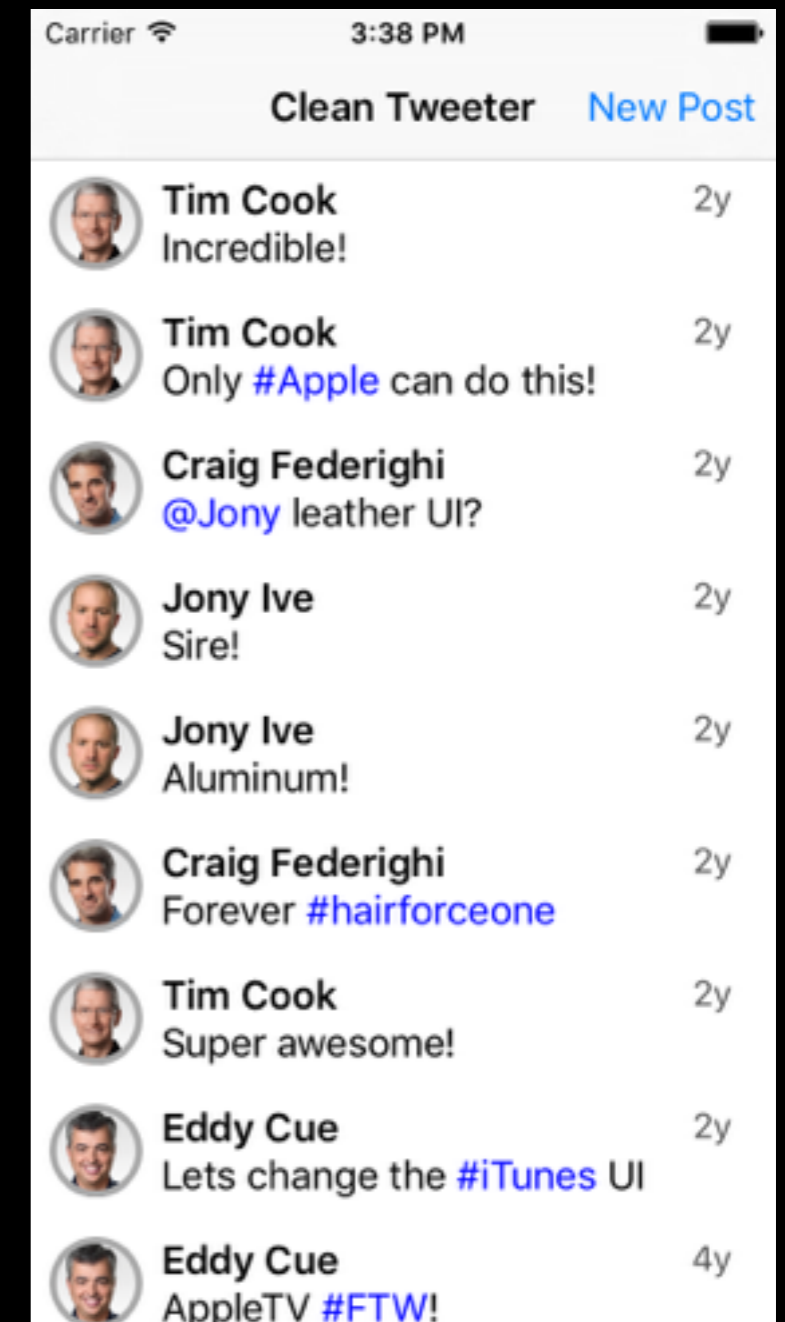 Carrier 3:38 PM
Clean Tweeter New Post
Tim Cook 2y
Incredible!
Tim Cook 2y
Only #Apple can do this!
Craig Federighi 2y
@Jony leather UI?
Jony Ive 2y
Sire!
Jony Ive 2y
Aluminum!
Craig Federighi 2y
Forever #hairforceone
Tim Cook 2y
Super awesome!
Eddy Cue 2y
Lets change the #iTunes UI
Eddy Cue 4y
AppleTV #FTW!